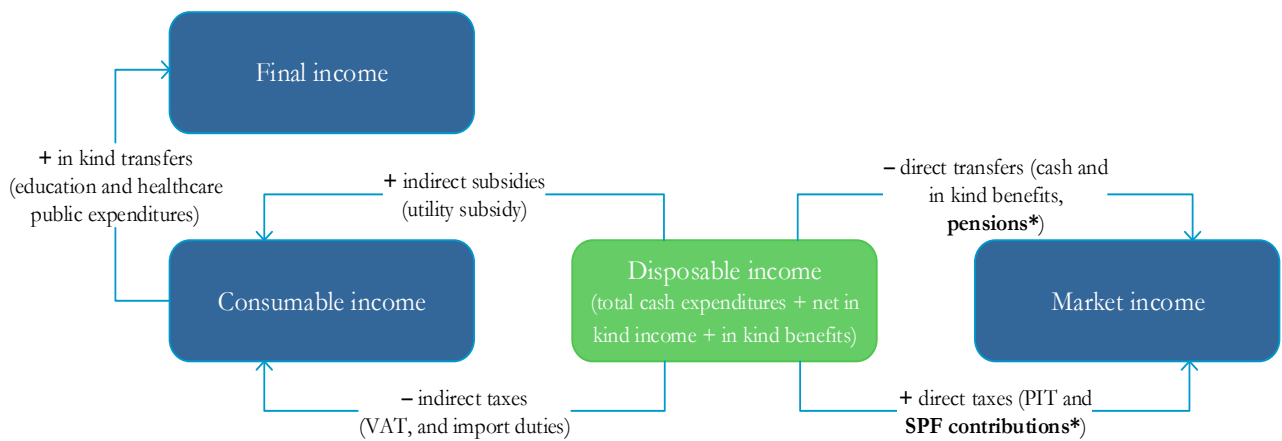 Final income
+ in kind transfers
(education and healthcare
public expenditures)
+ indirect subsidies
(utility subsidy)
– direct transfers (cash and
in kind benefits,
pensions*)
Consumable income
Disposable income
(total cash expenditures + net in
kind income + in kind benefits)
Market income
– indirect taxes
(VAT, and import duties)
+ direct taxes (PIT and
SPF contributions*)